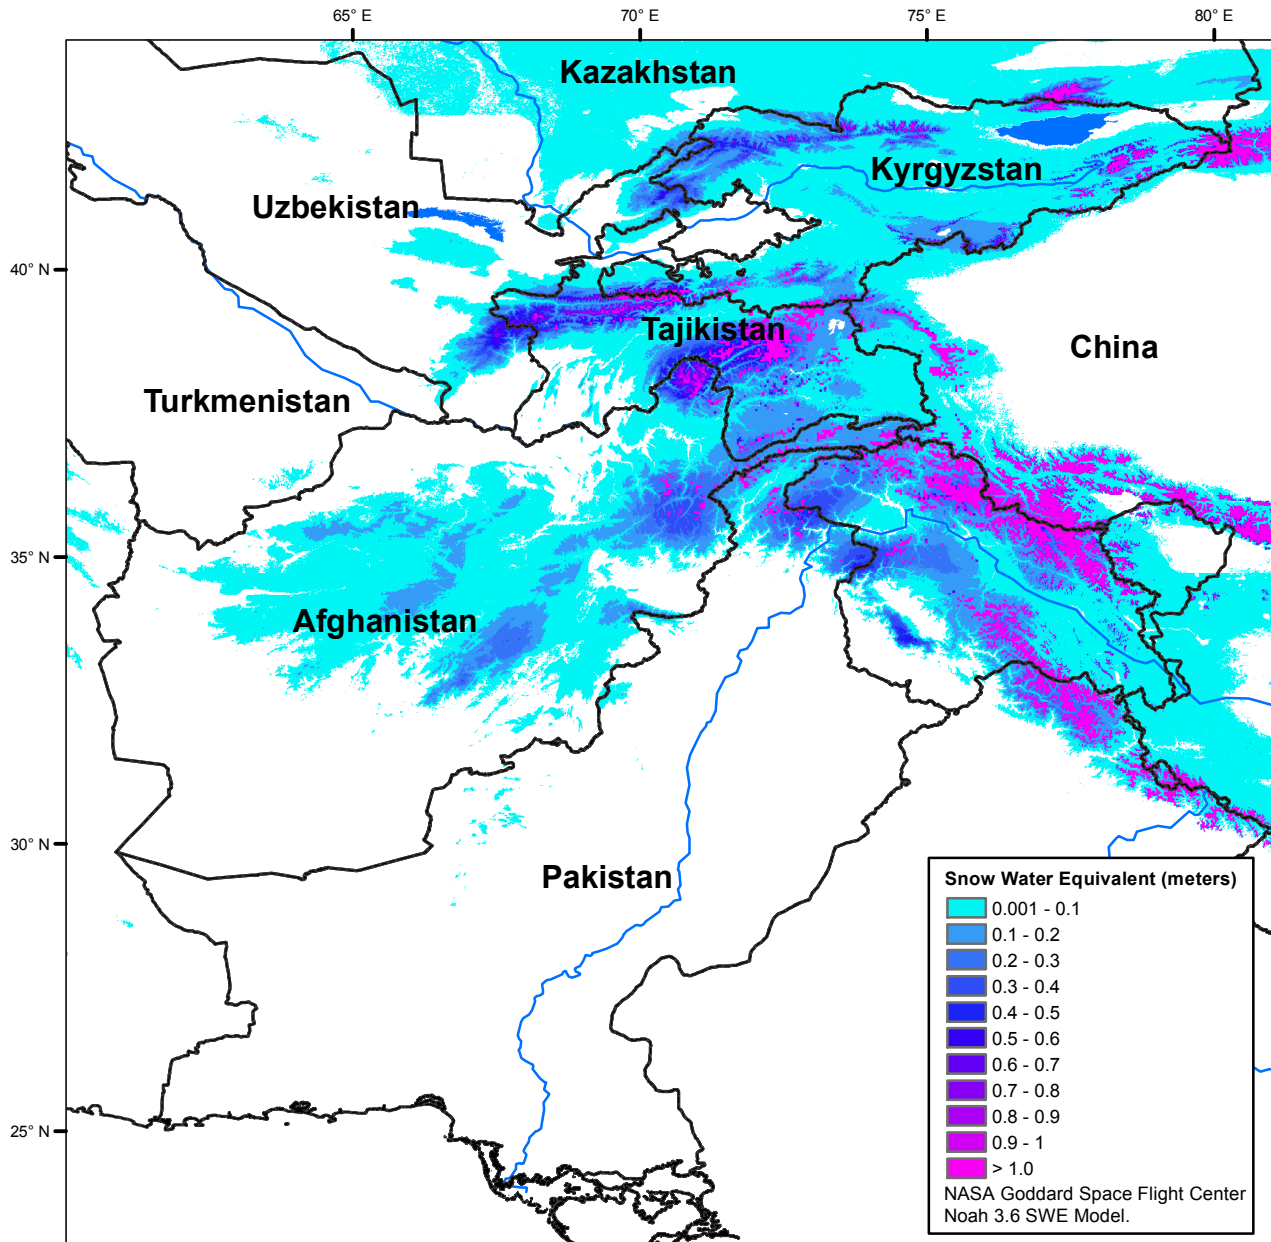 65° E
70° E
75° E
80° E
Kazakhstan
Kyrgyzstan
Uzbekistan
40° N
Tajikistan
China
Turkmenistan
35° N
Afghanistan
30° N
Pakistan
25° N
Snow Water Equivalent (meters)
0.001 - 0.1
0.1 - 0.2
0.2 - 0.3
0.3 - 0.4
0.4 - 0.5
0.5 - 0.6
0.6 - 0.7
0.7 - 0.8
0.8 - 0.9
0.9 - 1
> 1.0
NASA Goddard Space Flight Center
Noah 3.6 SWE Model.